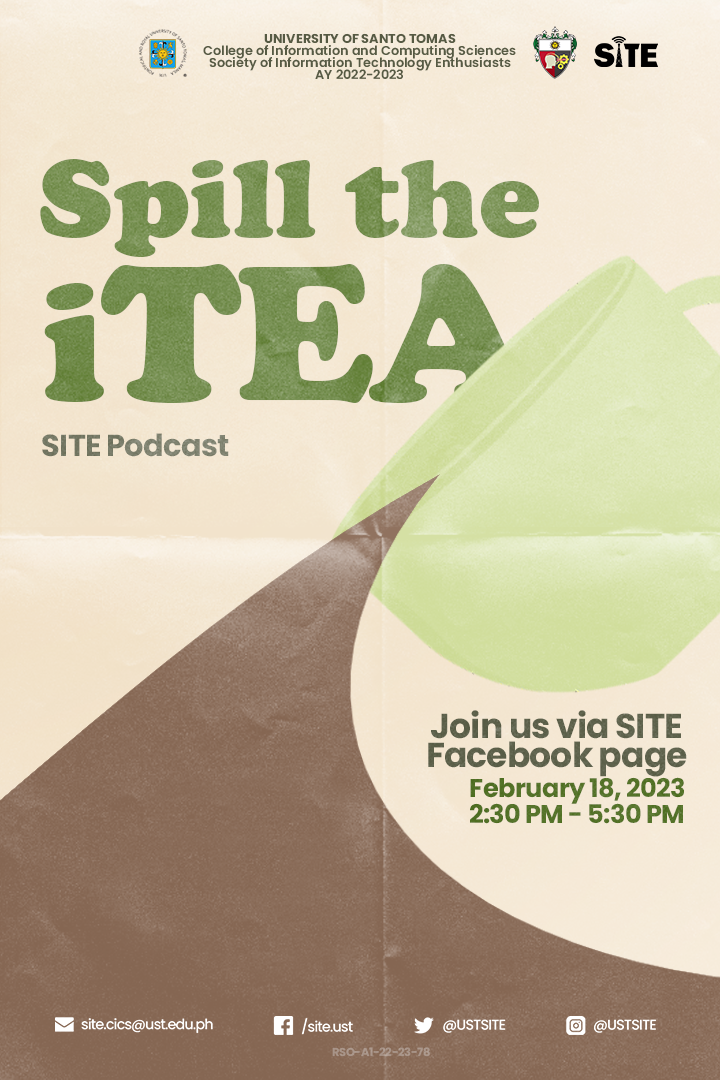 UNIVERSITY OF SANTO TOMAS
College of Information and Computing Sciences
Society of Information Technology Enthusiasts
AY 2022-2023
SiTE
Spill the
iTEA
SITE Podcast
Join us via SITE
Facebook page
February 18, 2023
2:30 PM - 5:30 PM
site.cics@ust.edu.ph
/site.ust
@USTSITE
@USTSITE
RSO-A1-22-23-78